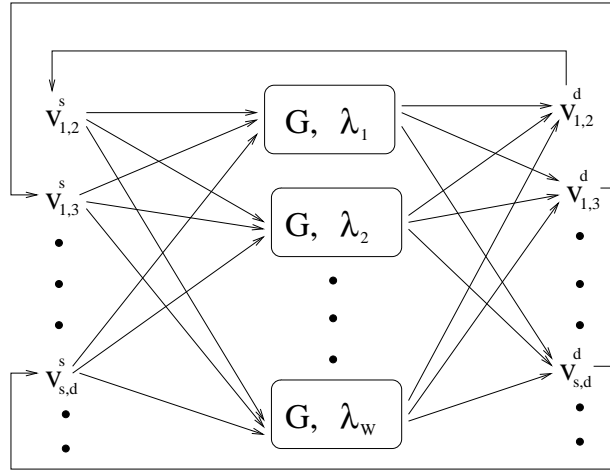 v^s_{1,2} G, λ_1 v^d_{1,2}
v^s_{1,3} G, λ_2 v^d_{1,3}
v^s_{s,d} G, λ_W v^d_{s,d}